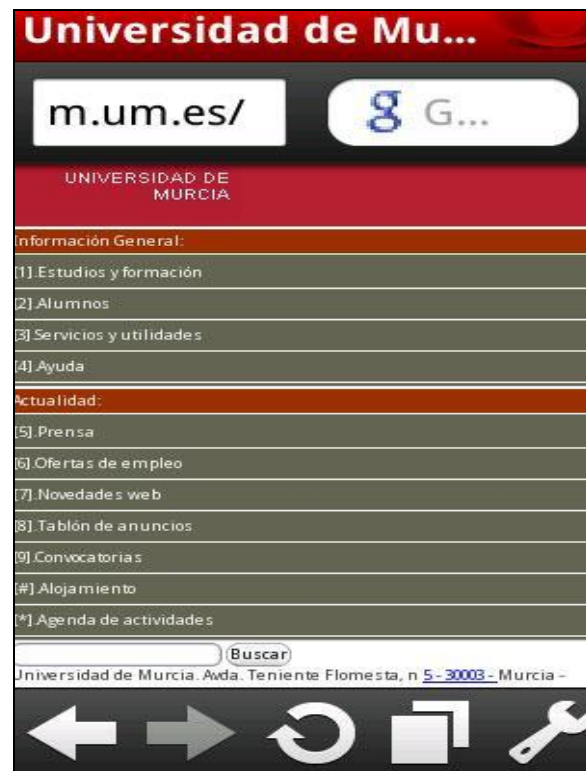 Universidad de Mu...
m.um.es/ g G...
UNIVERSIDAD DE
MURCIA
Información General:
[1].Estudios y formación
[2].Alumnos
[3].Servicios y utilidades
[4].Ayuda
Actualidad:
[5].Prensa
[6].Ofertas de empleo
[7].Novedades web
[8].Tablón de anuncios
[9].Convocatorias
[#].Alojamiento
[*].Agenda de actividades
Buscar
Universidad de Murcia. Avda. Teniente Flomesta, n 5 - 30003 - Murcia -